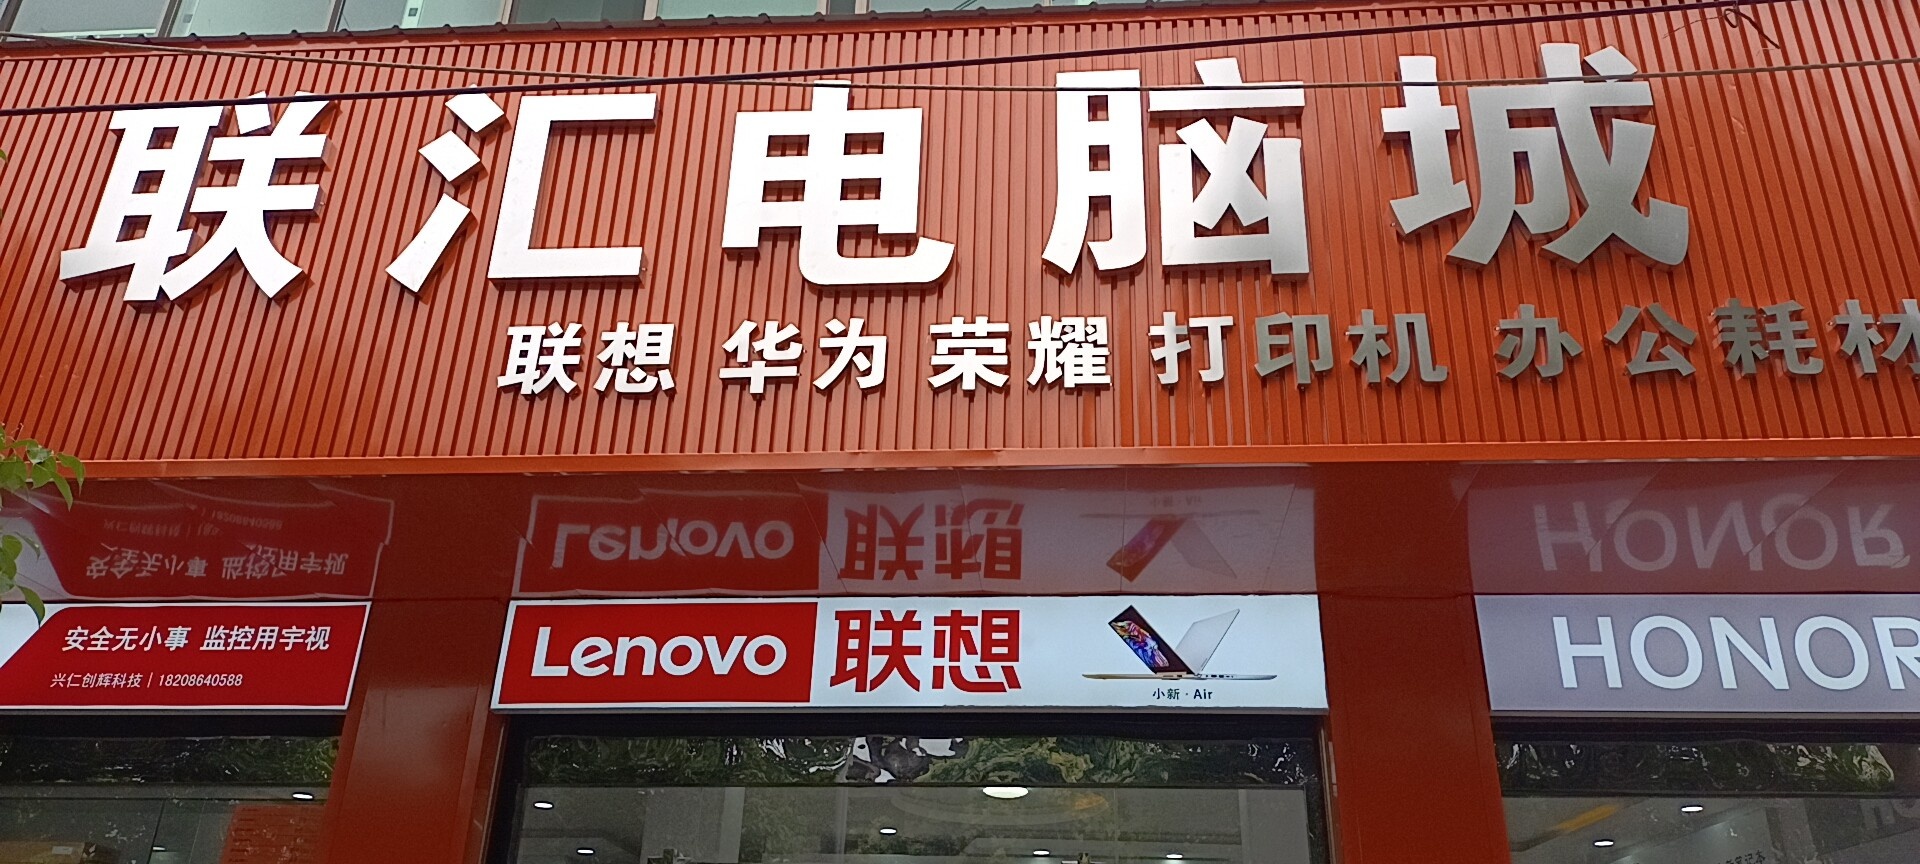 联汇电脑城
联想 华为 荣耀 打印机 办公耗材
安全无小事 监控用宇视
兴仁创辉科技 | 18208640588
Lenovo 联想
小新·Air
HONOR